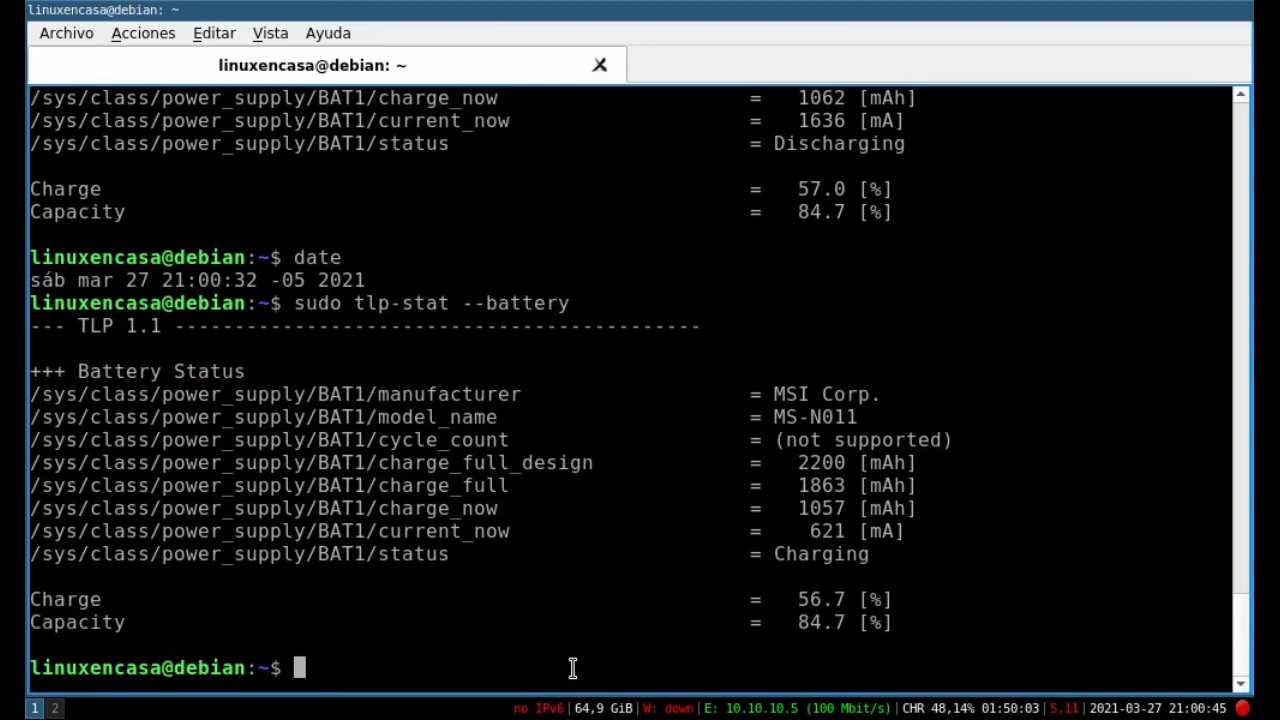 linuxencasa@debian: ~
Archivo Acciones Editar Vista Ayuda
linuxencasa@debian: ~
/sys/class/power_supply/BAT1/charge_now = 1062 [mAh]
/sys/class/power_supply/BAT1/current_now = 1636 [mA]
/sys/class/power_supply/BAT1/status = Discharging
Charge = 57.0 [%]
Capacity = 84.7 [%]
linuxencasa@debian:~$ date
sáb mar 27 21:00:32 -05 2021
linuxencasa@debian:~$ sudo tlp-stat --battery
--- TLP 1.1 --------------------------------------------
+++ Battery Status
/sys/class/power_supply/BAT1/manufacturer = MSI Corp.
/sys/class/power_supply/BAT1/model_name = MS-N011
/sys/class/power_supply/BAT1/cycle_count = (not supported)
/sys/class/power_supply/BAT1/charge_full_design = 2200 [mAh]
/sys/class/power_supply/BAT1/charge_full = 1863 [mAh]
/sys/class/power_supply/BAT1/charge_now = 1057 [mAh]
/sys/class/power_supply/BAT1/current_now = 621 [mA]
/sys/class/power_supply/BAT1/status = Charging
Charge = 56.7 [%]
Capacity = 84.7 [%]
linuxencasa@debian:~$
1 2 no IPv6|64,9 GiB|W: down|E: 10.10.10.5 (100 Mbit/s)|CHR 48,14% 01:50:03|5,11|2021-03-27 21:00:45